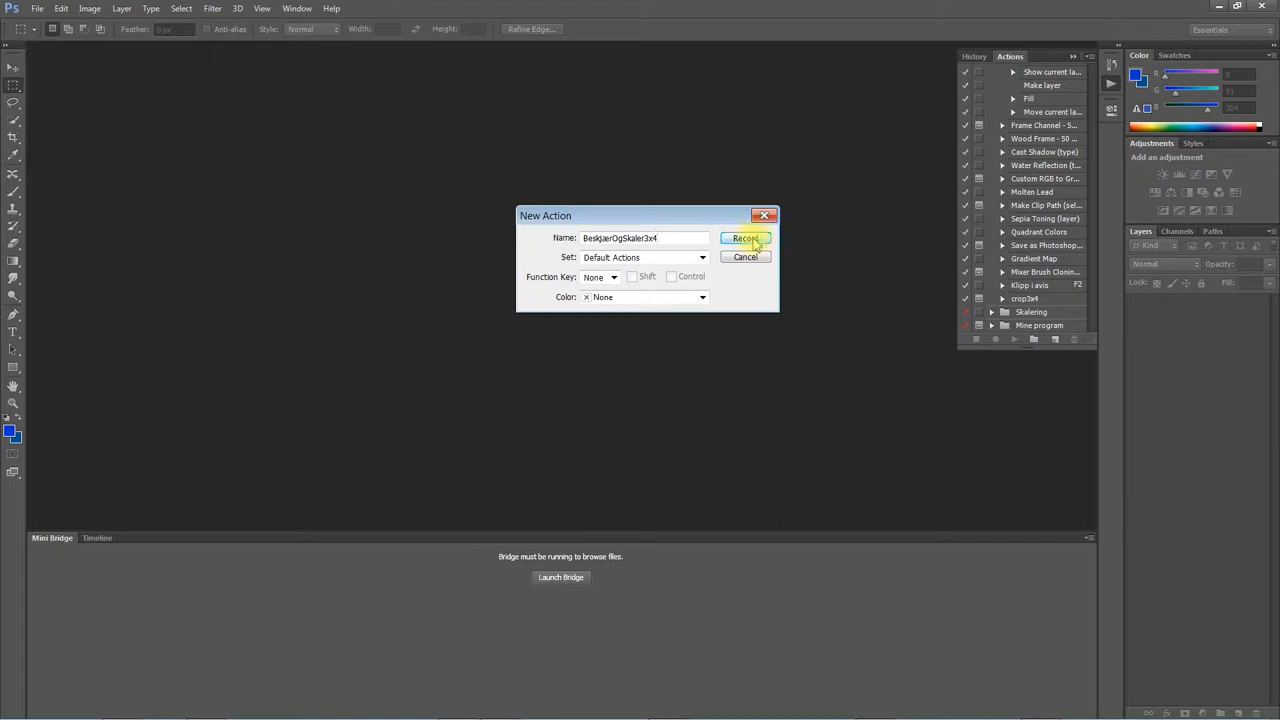 Ps File Edit Image Layer Type Select Filter 3D View Window Help
Feather: 0 px Anti-alias Style: Normal Width: Height: Refine Edge... Essentials
History Actions
Show current la...
Make layer
Fill
Move current la...
Frame Channel - 5...
Wood Frame - 50 ...
Cast Shadow (type)
Water Reflection (t...
Custom RGB to Gr...
Molten Lead
Make Clip Path (sel...
Sepia Toning (layer)
Quadrant Colors
Save as Photoshop...
Gradient Map
Mixer Brush Clonin...
Klipp i avis F2
crop3x4
Skalering
Mine program
Color Swatches
R 0
G 51
B 204
Adjustments Styles
Add an adjustment
Layers Channels Paths
Kind
Normal Opacity:
Lock: Fill:
New Action
Name: BeskjærOgSkaler3x4 Record
Set: Default Actions Cancel
Function Key: None Shift Control
Color: None
Mini Bridge Timeline
Bridge must be running to browse files.
Launch Bridge